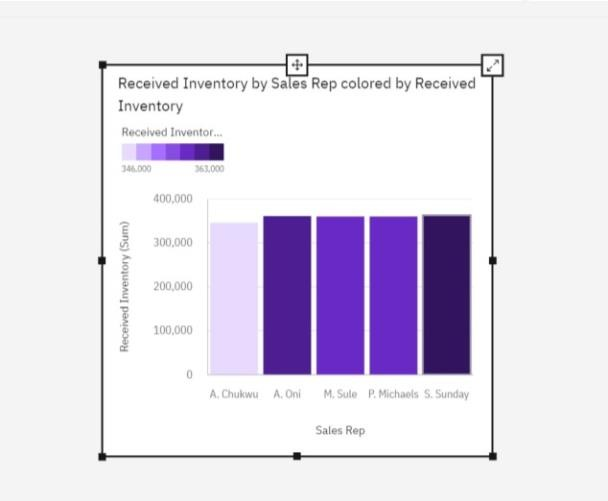 Received Inventory by Sales Rep colored by Received
Inventory
Received Inventor...
346,000 363,000
400,000
300,000
200,000
100,000
0
Received Inventory (Sum)
A. Chukwu A. Oni M. Sule P. Michaels S. Sunday
Sales Rep